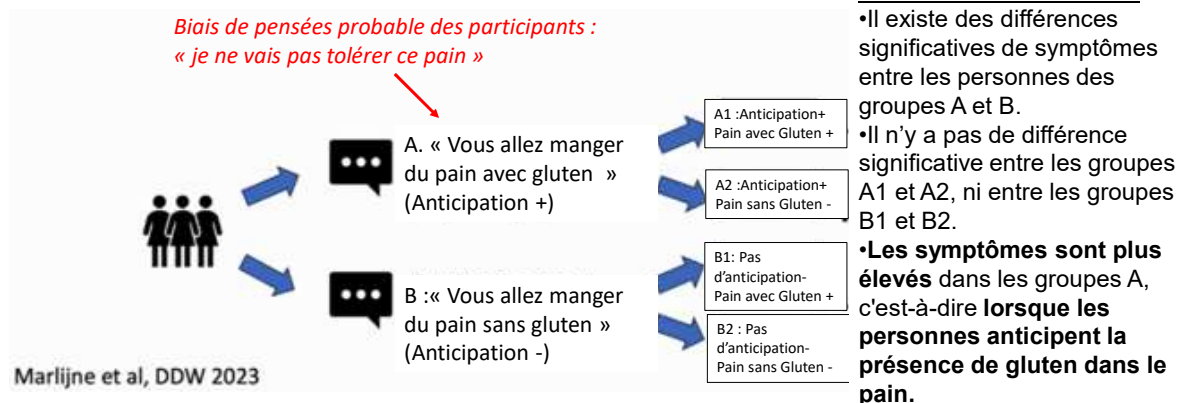 Biais de pensées probable des participants :
« je ne vais pas tolérer ce pain »
A. « Vous allez manger
du pain avec gluten »
(Anticipation +)
A1 :Anticipation+
Pain avec Gluten +
A2 :Anticipation+
Pain sans Gluten -
B :« Vous allez manger
du pain sans gluten »
(Anticipation -)
B1: Pas
d’anticipation-
Pain avec Gluten +
B2 : Pas
d’anticipation-
Pain sans Gluten -
Marlijne et al, DDW 2023
•Il existe des différences
significatives de symptômes
entre les personnes des
groupes A et B.
•Il n’y a pas de différence
significative entre les groupes
A1 et A2, ni entre les groupes
B1 et B2.
•Les symptômes sont plus
élevés dans les groupes A,
c'est-à-dire lorsque les
personnes anticipent la
présence de gluten dans le
pain.